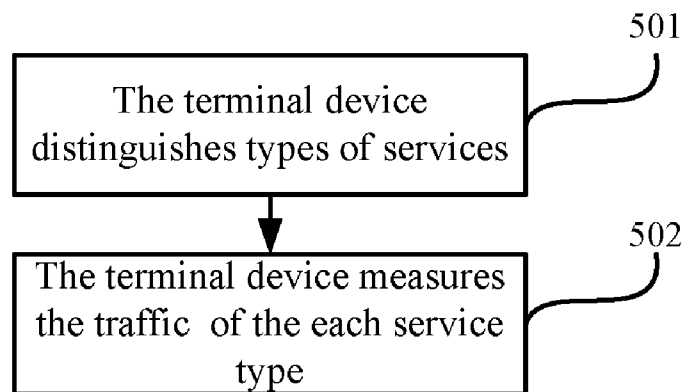 501
The terminal device
distinguishes types of services
502
The terminal device measures
the traffic of the each service
type